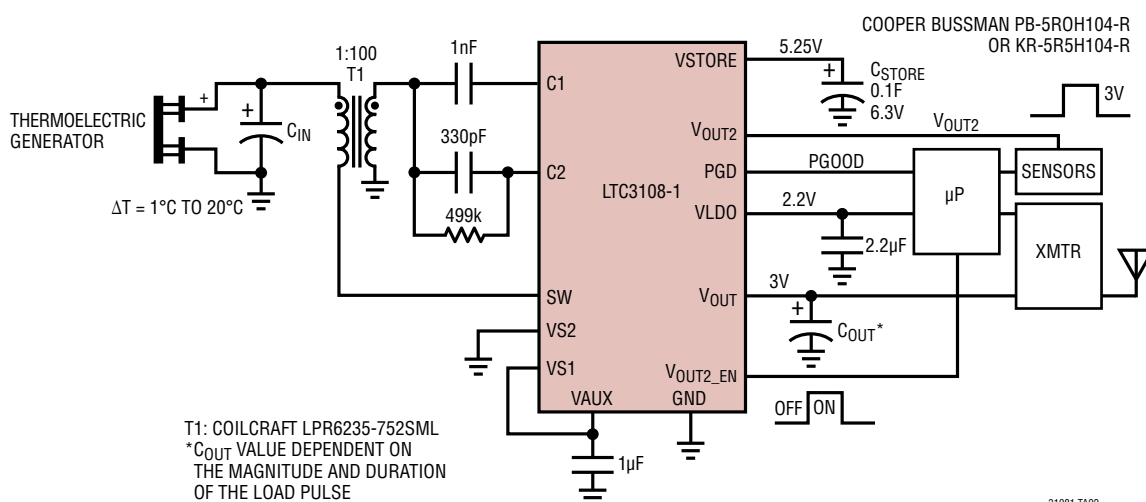 COOPER BUSSMAN PB-5ROH104-R
OR KR-5R5H104-R
1:100
T1
1nF
C1
VSTORE
5.25V
+
CSTORE
0.1F
6.3V
3V
THERMOELECTRIC
GENERATOR
+
+
CIN
330pF
C2
VOUT2
VOUT2
PGD
PGOOD
SENSORS
LTC3108-1
µP
ΔT = 1°C TO 20°C
499k
VLDO
2.2V
2.2µF
XMTR
SW
VOUT
3V
+
COUT*
VS2
VS1
VOUT2_EN
VAUX
GND
OFF
ON
1µF
T1: COILCRAFT LPR6235-752SML
*COUT VALUE DEPENDENT ON
THE MAGNITUDE AND DURATION
OF THE LOAD PULSE